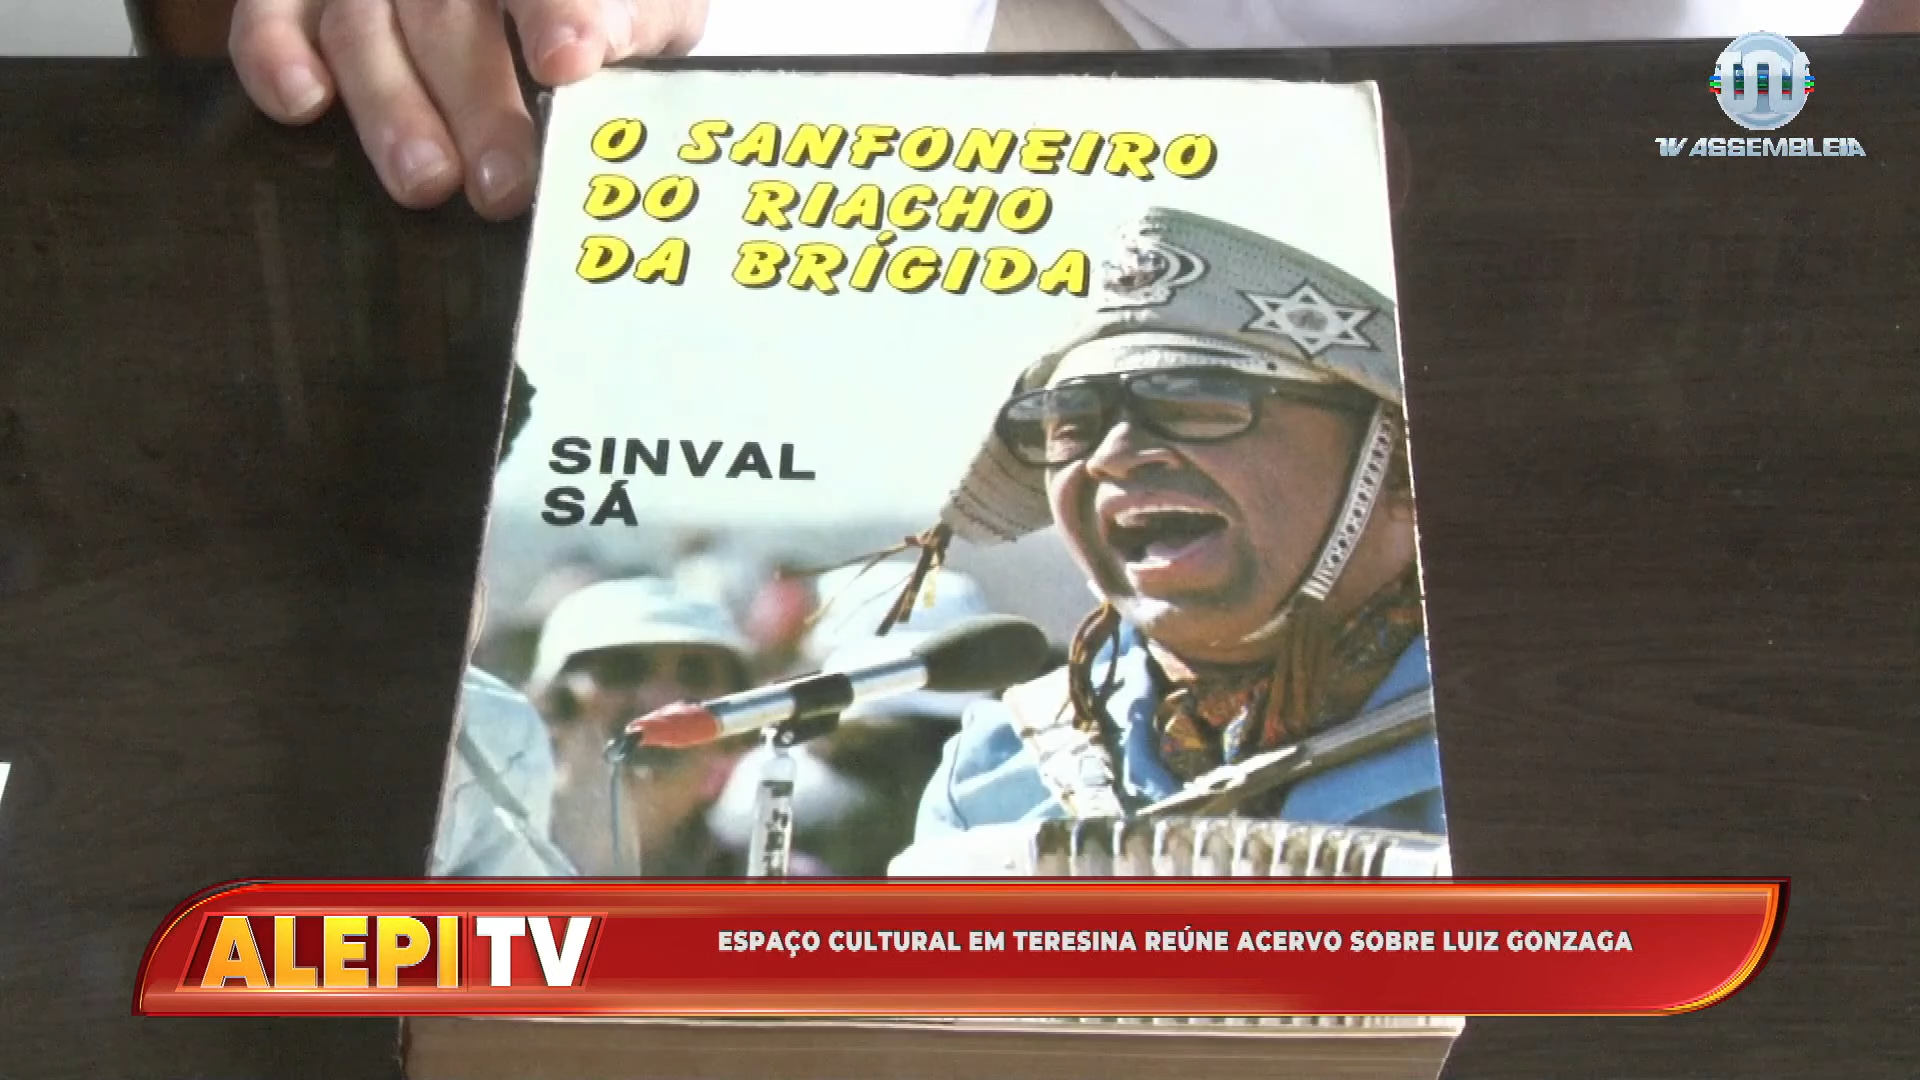 TV ASSEMBLEIA
O SANFONEIRO
DO RIACHO
DA BRÍGIDA
SINVAL
SÁ
ALEPI TV
ESPAÇO CULTURAL EM TERESINA REÚNE ACERVO SOBRE LUIZ GONZAGA